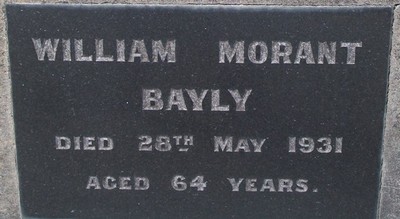 WILLIAM MORANT
BAYLY
DIED 28TH MAY 1931
AGED 64 YEARS.